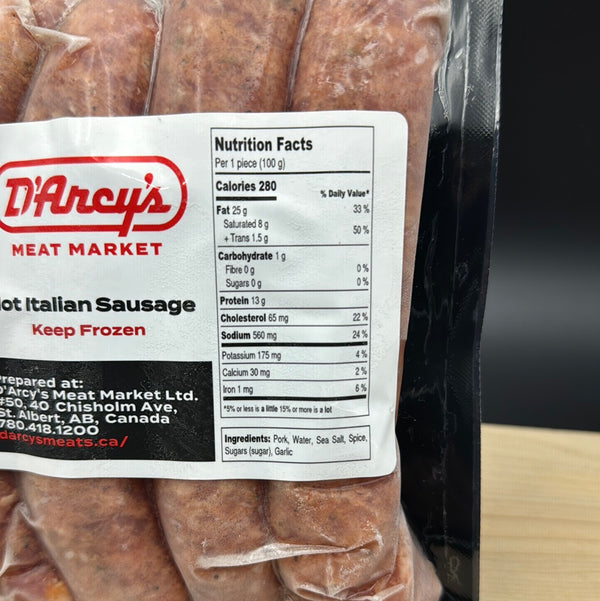 D'Arcy's
MEAT MARKET
ot Italian Sausage
Keep Frozen
Prepared at:
D'Arcy's Meat Market Ltd.
#50, 40 Chisholm Ave,
St. Albert, AB, Canada
780.418.1200
darcysmeats.ca/
Nutrition Facts
Per 1 piece (100 g)
Calories 280
% Daily Value*
Fat 25 g 33 %
Saturated 8 g
+ Trans 1.5 g 50 %
Carbohydrate 1 g
Fibre 0 g 0 %
Sugars 0 g 0 %
Protein 13 g
Cholesterol 65 mg 22 %
Sodium 560 mg 24 %
Potassium 175 mg 4 %
Calcium 30 mg 2 %
Iron 1 mg 6 %
*5% or less is a little 15% or more is a lot
Ingredients: Pork, Water, Sea Salt, Spice,
Sugars (sugar), Garlic